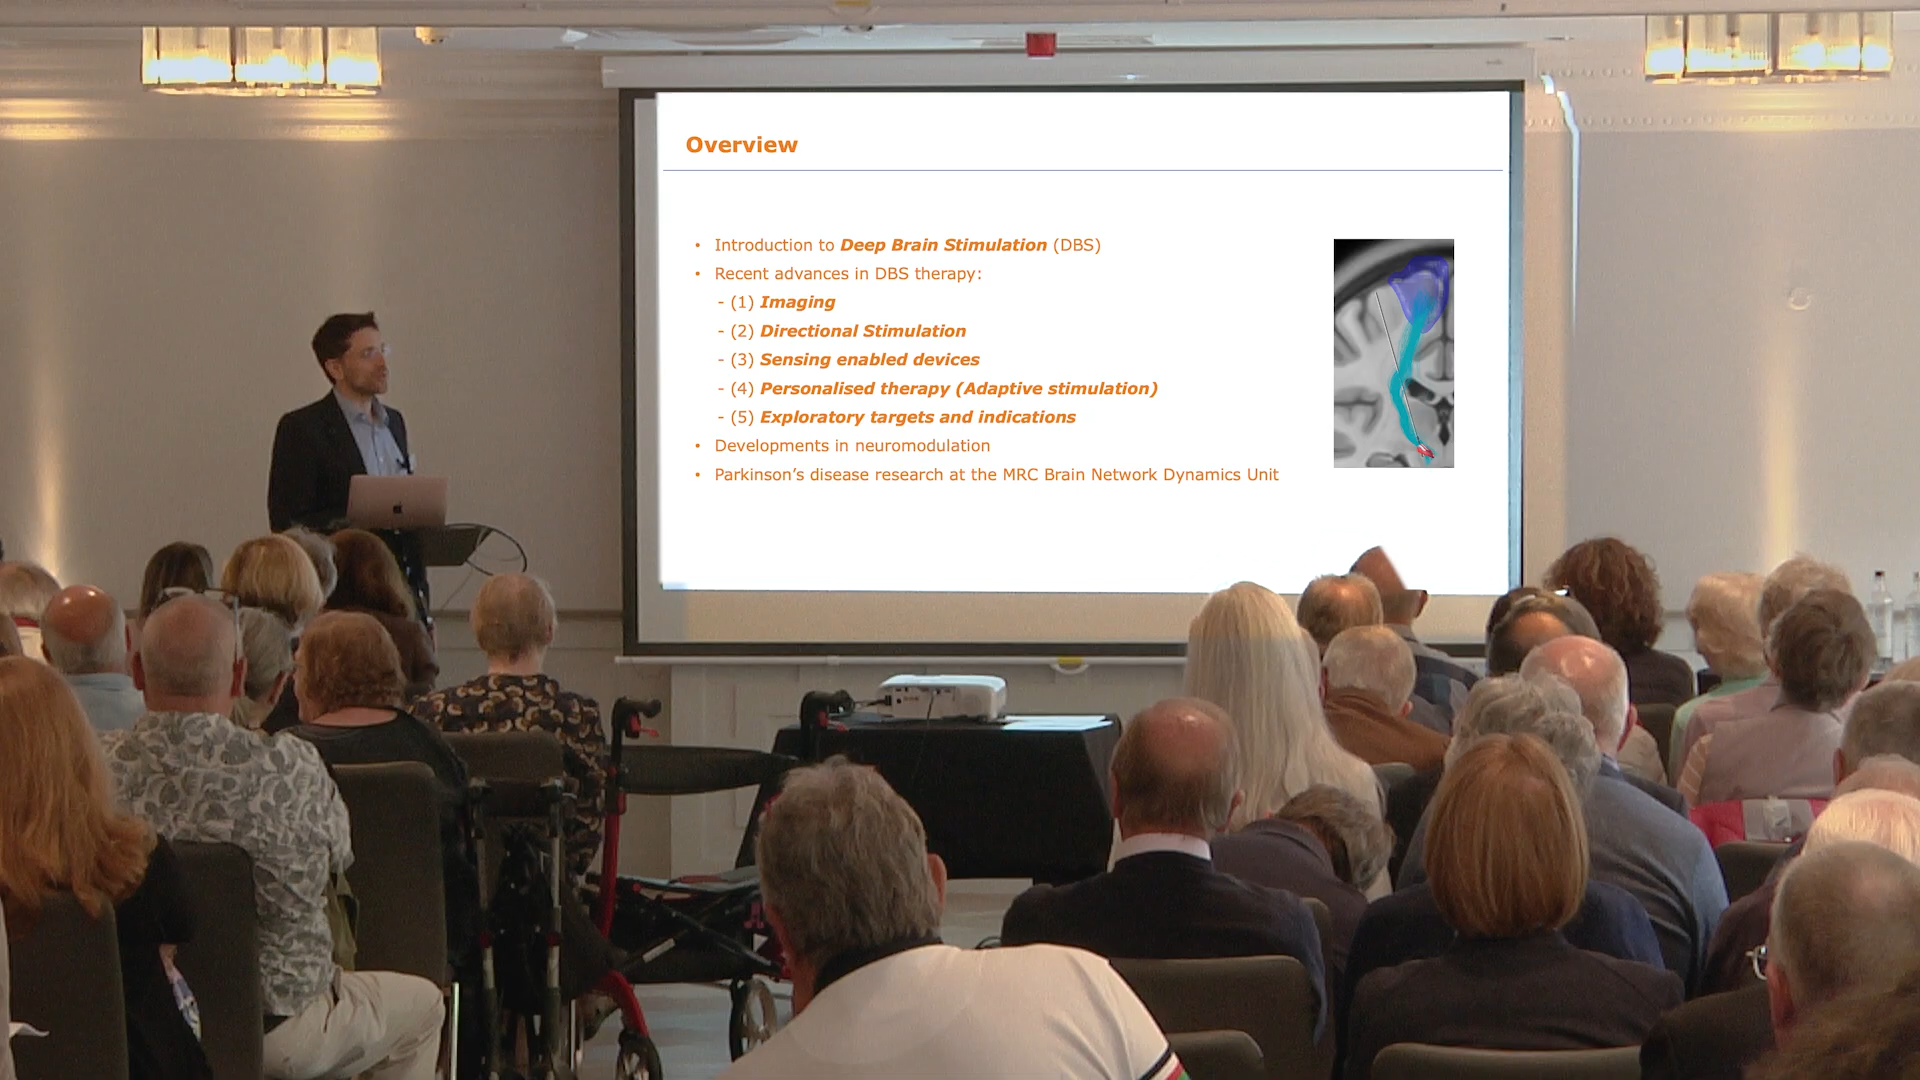 Overview
• Introduction to Deep Brain Stimulation (DBS)
• Recent advances in DBS therapy:
- (1) Imaging
- (2) Directional Stimulation
- (3) Sensing enabled devices
- (4) Personalised therapy (Adaptive stimulation)
- (5) Exploratory targets and indications
• Developments in neuromodulation
• Parkinson’s disease research at the MRC Brain Network Dynamics Unit